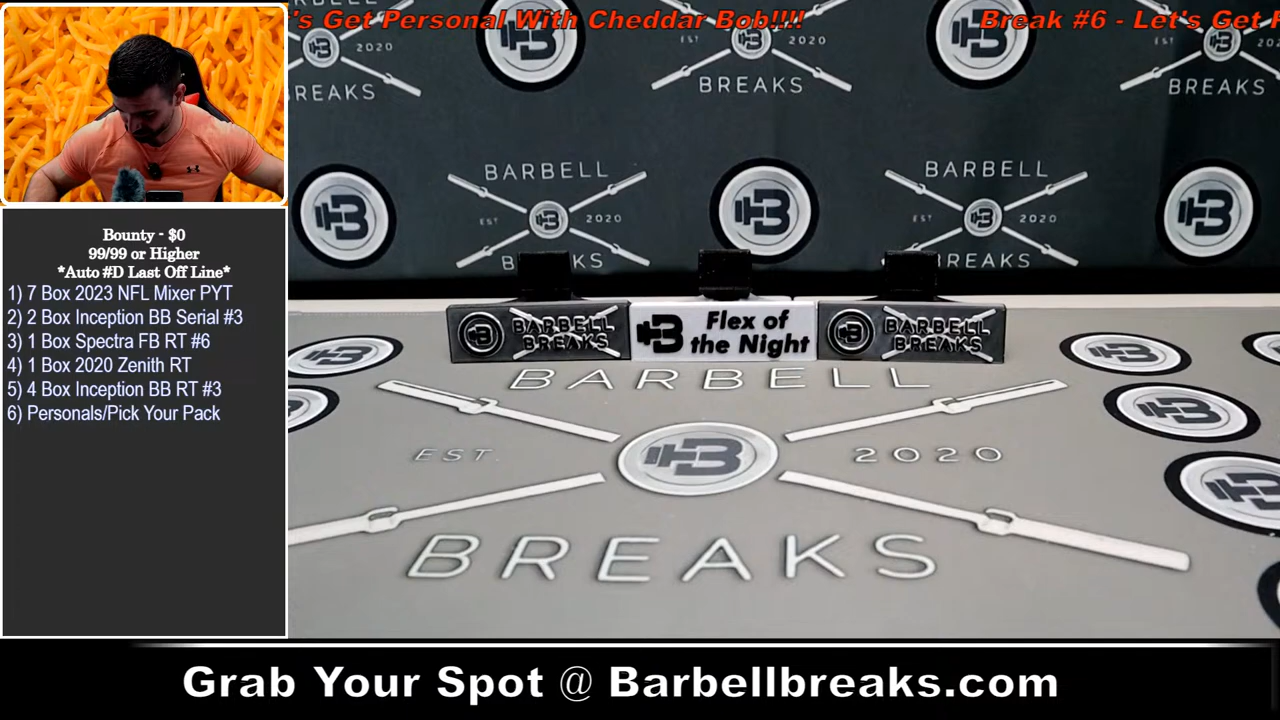 's Get Personal With Cheddar Bob!!!!
Break #6 - Let's Get
EST
2020
BREAKS
EST
2020
BREAKS
EST
2020
BREAKS
BARBELL
EST
2020
BARBELL
EST
2020
BREAKS
Bounty - $0
99/99 or Higher
*Auto #D Last Off Line*
1) 7 Box 2023 NFL Mixer PYT
2) 2 Box Inception BB Serial #3
3) 1 Box Spectra FB RT #6
4) 1 Box 2020 Zenith RT
5) 4 Box Inception BB RT #3
6) Personals/Pick Your Pack
BARBELL
BREAKS
Flex of
the Night
BARBELL
BREAKS
BARBELL
EST.
2020
BREAKS
Grab Your Spot @ Barbellbreaks.com